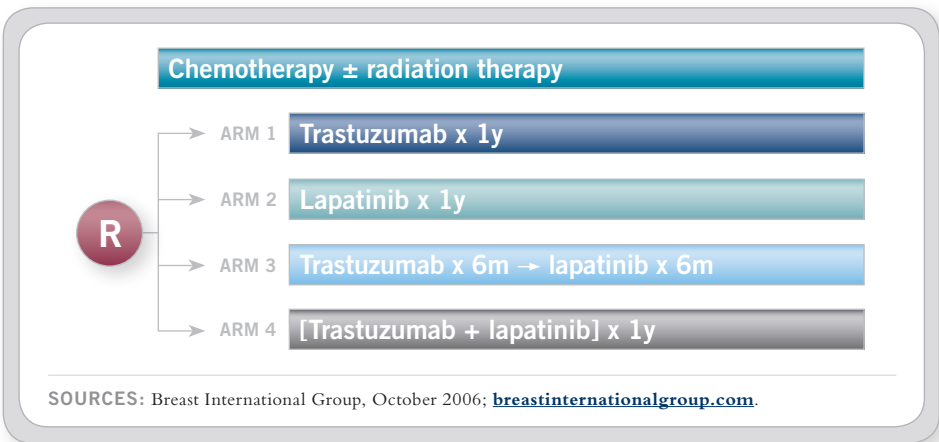 Chemotherapy ± radiation therapy
ARM 1 Trastuzumab x 1y
ARM 2 Lapatinib x 1y
R
ARM 3 Trastuzumab x 6m → lapatinib x 6m
ARM 4 [Trastuzumab + lapatinib] x 1y
SOURCES: Breast International Group, October 2006; breastinternationalgroup.com.